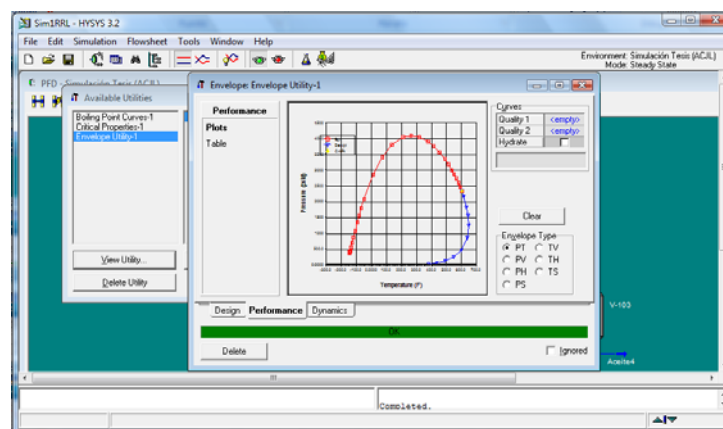 Sim1RRL - HYSYS 3.2
File Edit Simulation Flowsheet Tools Window Help
Environment: Simulación Tesis (ACJL)
Mode: Steady State
PFD - Simulación Tesis (ACJL)
Available Utilities
Boiling Point Curves-1
Critical Properties-1
Envelope Utility-1
View Utility...
Delete Utility
Envelope: Envelope Utility-1
Performance
Plots
Table
Pressure (psia)
Temperature (F)
Curves
Quality 1 <empty>
Quality 2 <empty>
Hydrate
Clear
Envelope Type
PT TV
PV TH
PH TS
PS
Design Performance Dynamics
OK
Delete
Ignored
V-103
Aceite4
Completed.